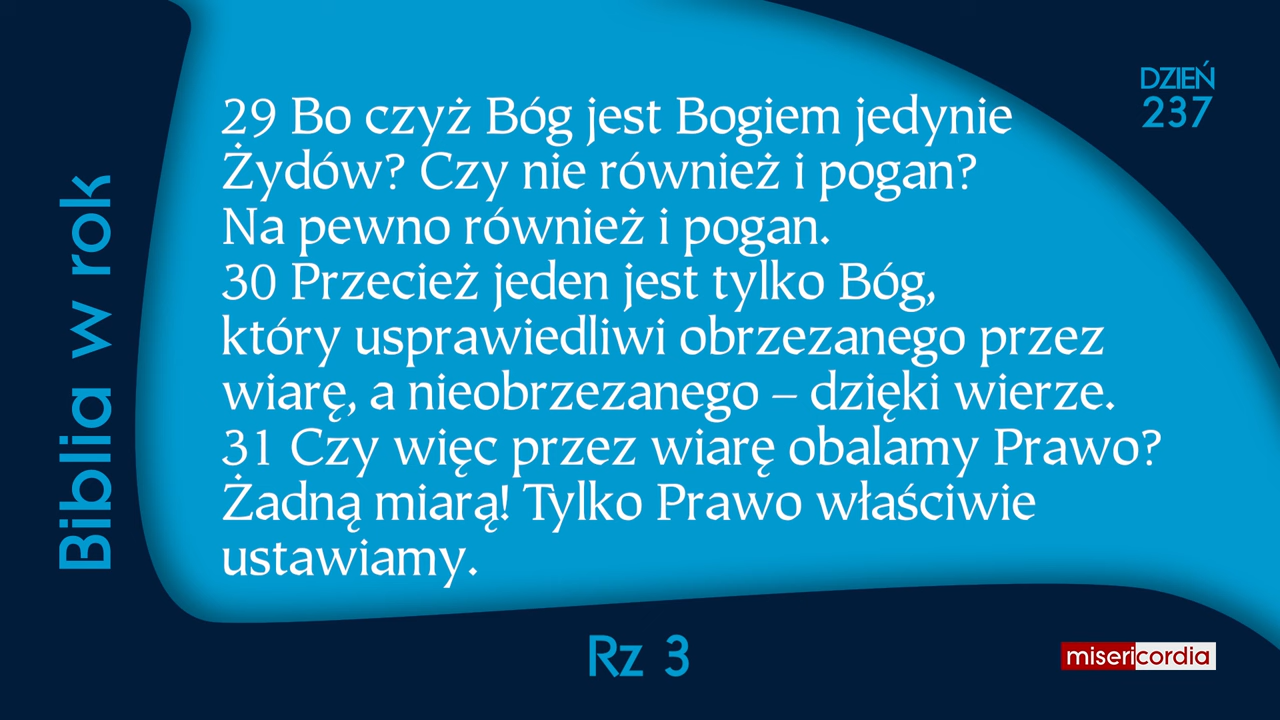 DZIEŃ
237
Biblia w rok
29 Bo czyż Bóg jest Bogiem jedynie
Żydów? Czy nie również i pogan?
Na pewno również i pogan.
30 Przecież jeden jest tylko Bóg,
który usprawiedliwi obrzezanego przez
wiarę, a nieobrzezanego – dzięki wierze.
31 Czy więc przez wiarę obalamy Prawo?
Żadną miarą! Tylko Prawo właściwie
ustawiamy.
Rz 3
misericordia